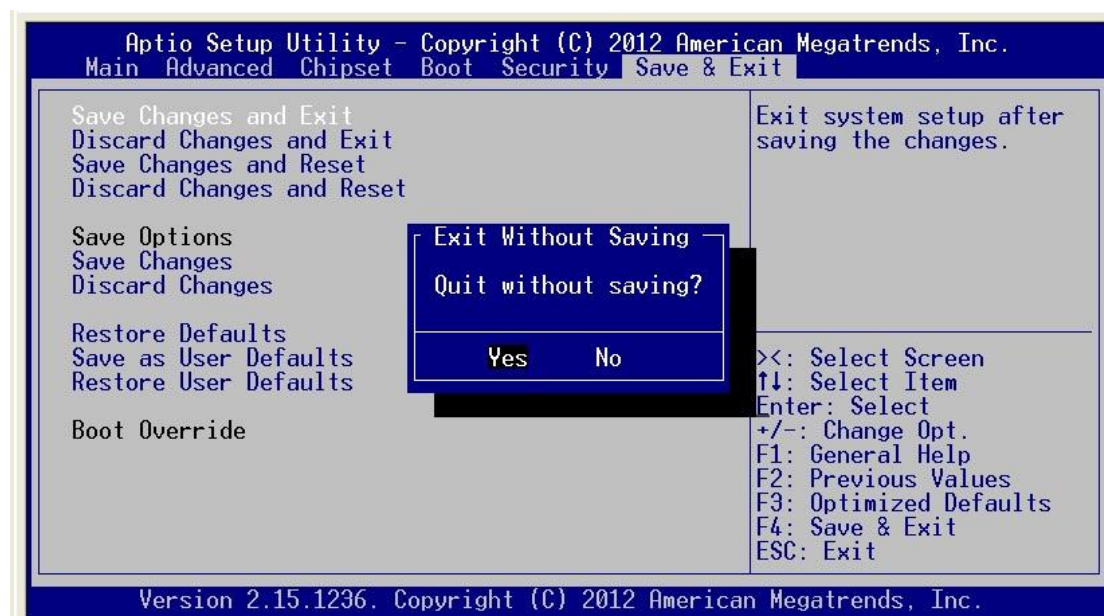 Aptio Setup Utility – Copyright (C) 2012 American Megatrends, Inc.
Main Advanced Chipset Boot Security Save & Exit
Save Changes and Exit
Discard Changes and Exit
Save Changes and Reset
Discard Changes and Reset
Save Options
Save Changes
Discard Changes
Restore Defaults
Save as User Defaults
Restore User Defaults
Boot Override
Exit Without Saving
Quit without saving?
Yes No
Exit system setup after
saving the changes.
><: Select Screen
↑↓: Select Item
Enter: Select
+/-: Change Opt.
F1: General Help
F2: Previous Values
F3: Optimized Defaults
F4: Save & Exit
ESC: Exit
Version 2.15.1236. Copyright (C) 2012 American Megatrends, Inc.